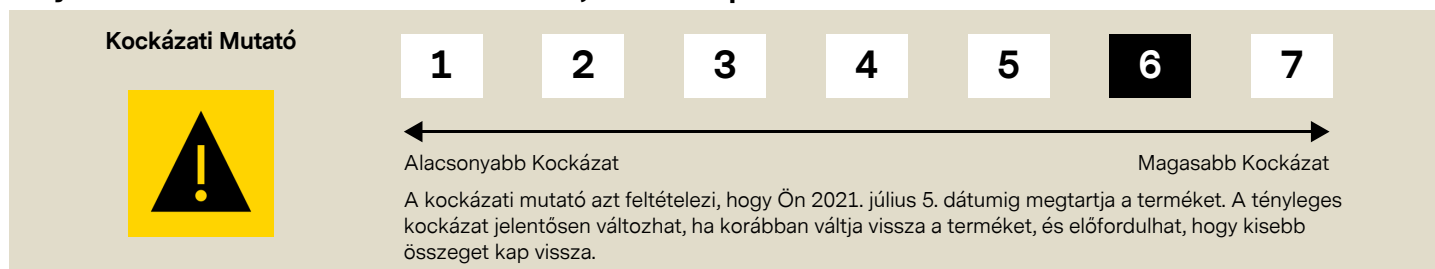 Kockázati Mutató
1 2 3 4 5 6 7
Alacsonyabb Kockázat Magasabb Kockázat
A kockázati mutató azt feltételezi, hogy Ön 2021. július 5. dátumig megtartja a terméket. A tényleges
kockázat jelentősen változhat, ha korábban váltja vissza a terméket, és előfordulhat, hogy kisebb
összeget kap vissza.